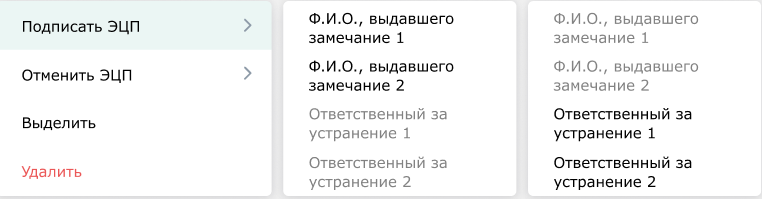 Подписать ЭЦП
Отменить ЭЦП
Выделить
Удалить
Ф.И.О., выдавшего
замечание 1
Ф.И.О., выдавшего
замечание 2
Ответственный за
устранение 1
Ответственный за
устранение 2
Ф.И.О., выдавшего
замечание 1
Ф.И.О., выдавшего
замечание 2
Ответственный за
устранение 1
Ответственный за
устранение 2